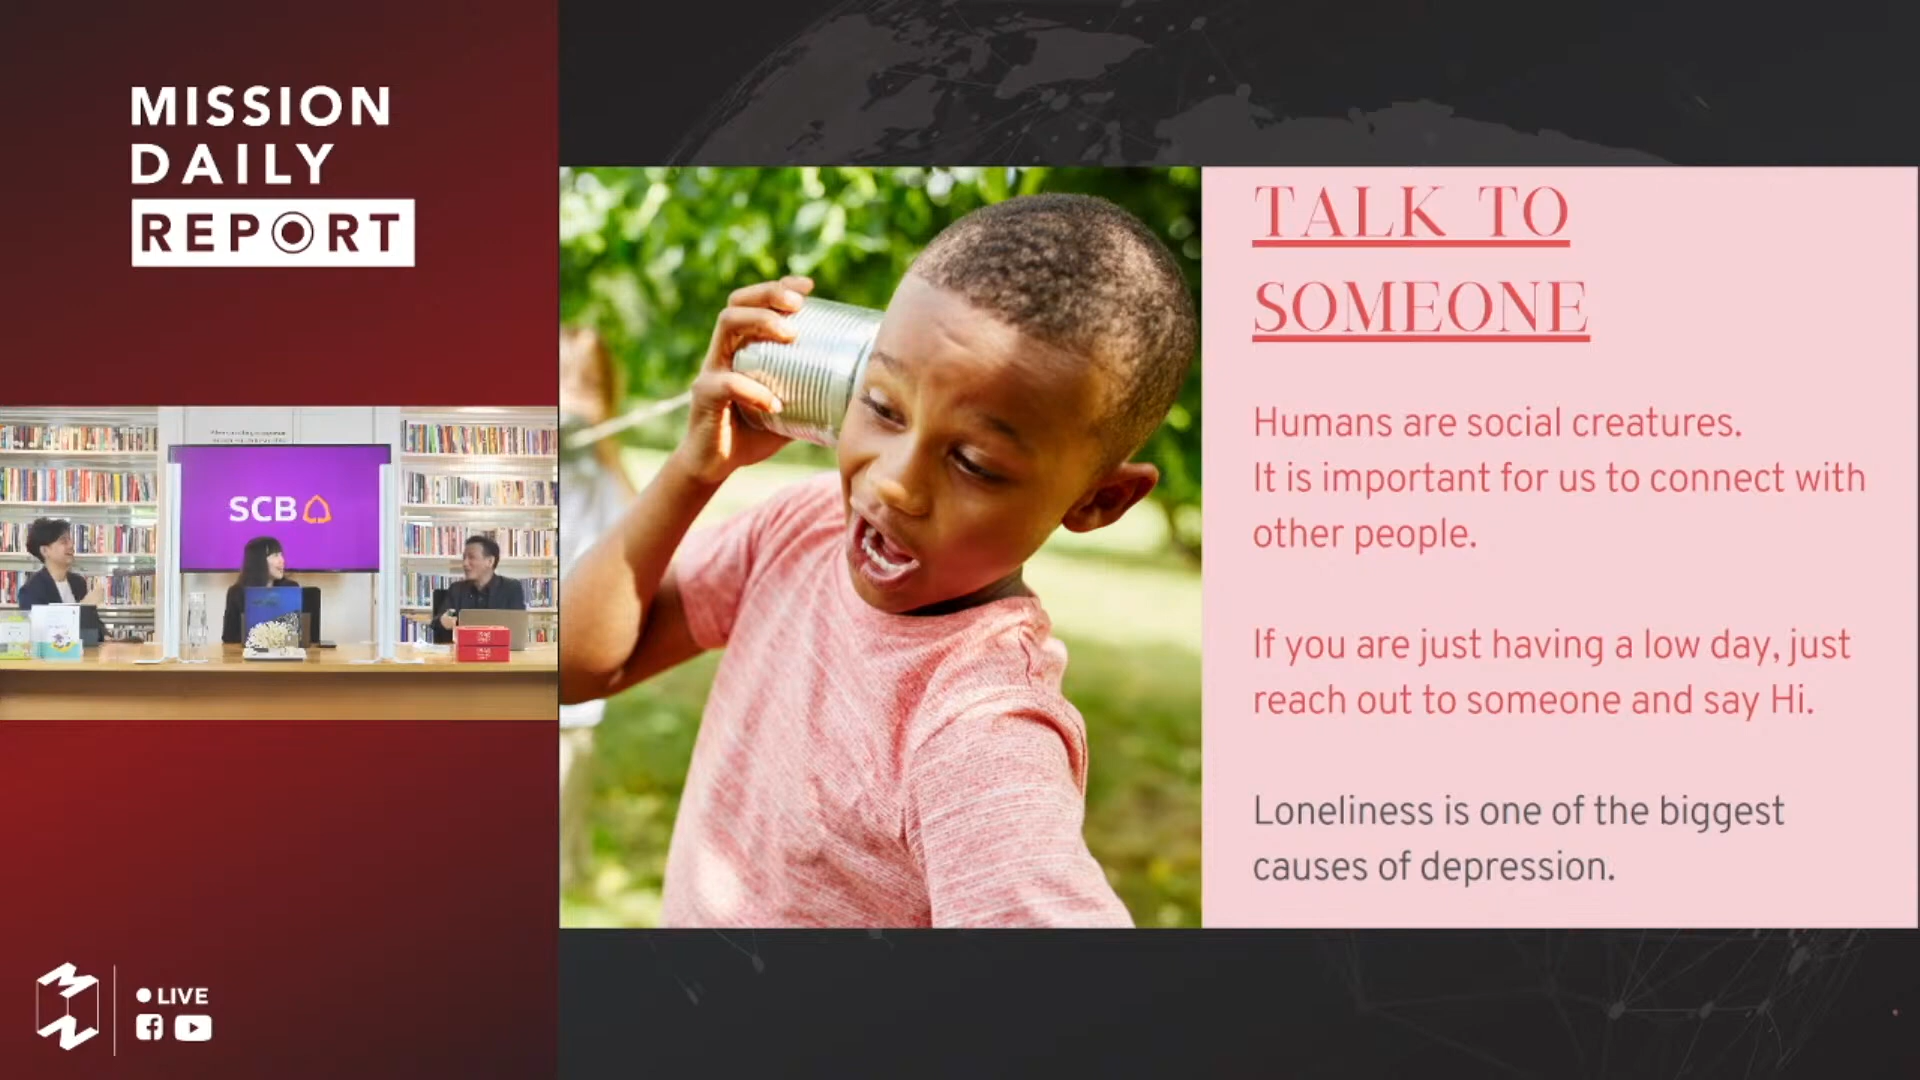 MISSION
DAILY
REPORT
SCB
LIVE
TALK TO
SOMEONE
Humans are social creatures.
It is important for us to connect with
other people.
If you are just having a low day, just
reach out to someone and say Hi.
Loneliness is one of the biggest
causes of depression.